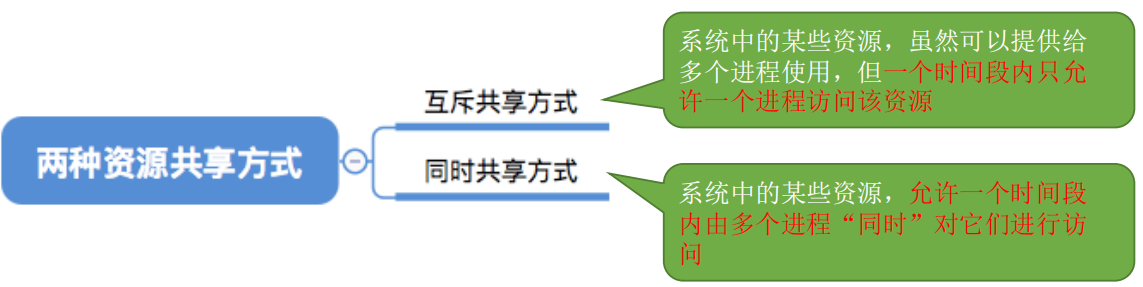 系统中的某些资源，虽然可以提供给
多个进程使用，但一个时间段内只允
许一个进程访问该资源
互斥共享方式
两种资源共享方式
同时共享方式
系统中的某些资源，允许一个时间段
内由多个进程“同时”对它们进行访
问